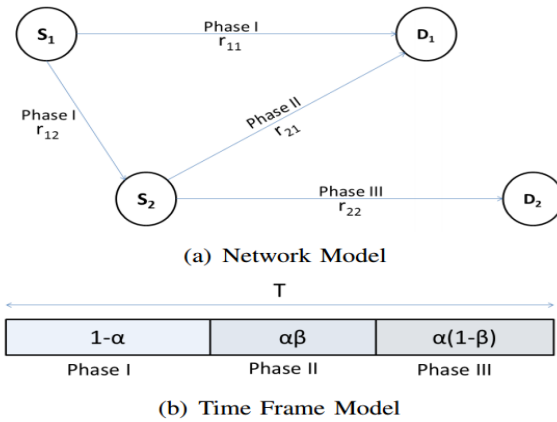 S₁
Phase I
r₁₁
D₁
Phase I
r₁₂
Phase II
r₂₁
S₂
Phase III
r₂₂
D₂
(a) Network Model
T
1-α αβ α(1-β)
Phase I Phase II Phase III
(b) Time Frame Model